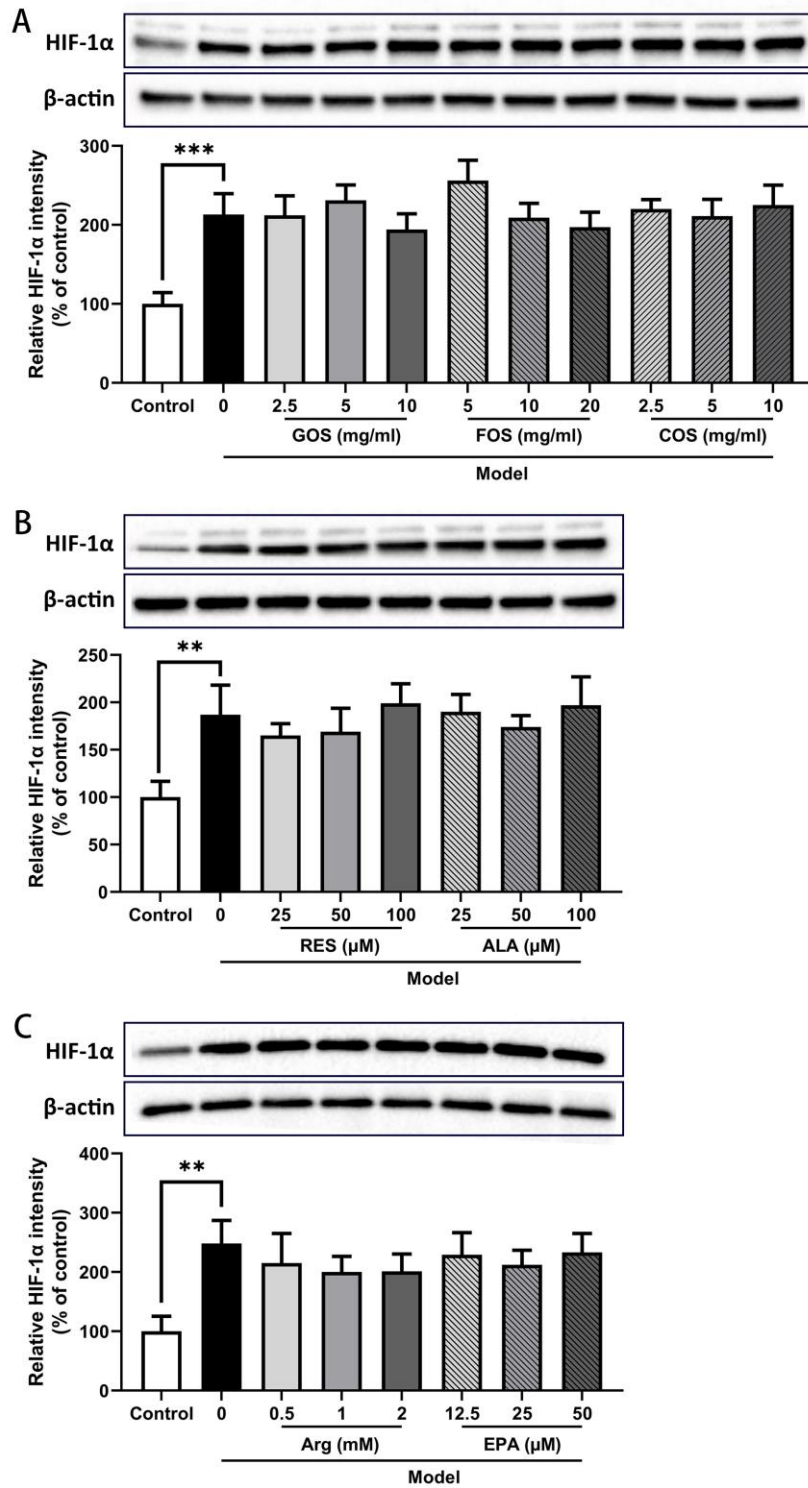 A
HIF-1α
β-actin
Relative HIF-1α intensity
(% of control)
300
200
100
0
***
Control 0 2.5 5 10 5 10 20 2.5 5 10
GOS (mg/ml) FOS (mg/ml) COS (mg/ml)
Model
B
HIF-1α
β-actin
Relative HIF-1α intensity
(% of control)
250
200
150
100
50
0
**
Control 0 25 50 100 25 50 100
RES (μM) ALA (μM)
Model
C
HIF-1α
β-actin
Relative HIF-1α intensity
(% of control)
400
300
200
100
0
**
Control 0 0.5 1 2 12.5 25 50
Arg (mM) EPA (μM)
Model